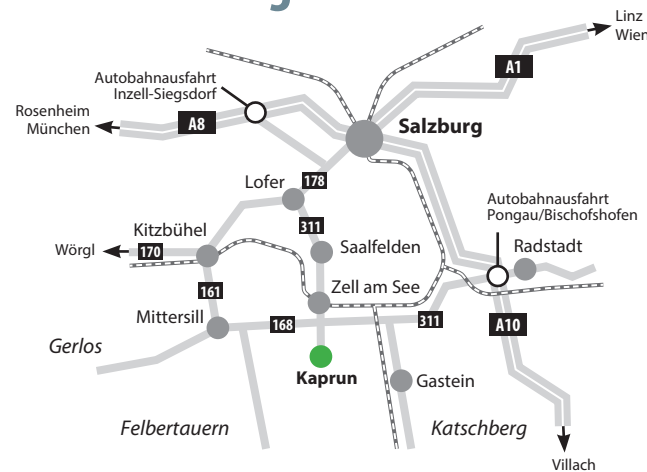 Linz
Wien
A1
Autobahnausfahrt
Inzell-Siegsdorf
Rosenheim
München
A8
Salzburg
Lofer
178
Autobahnausfahrt
Pongau/Bischofshofen
Kitzbühel
311
Wörgl
170
Saalfelden
Radstadt
161
Zell am See
Mittersill
168
311
A10
Gerlos
Kaprun
Gastein
Felbertauern
Katschberg
Villach